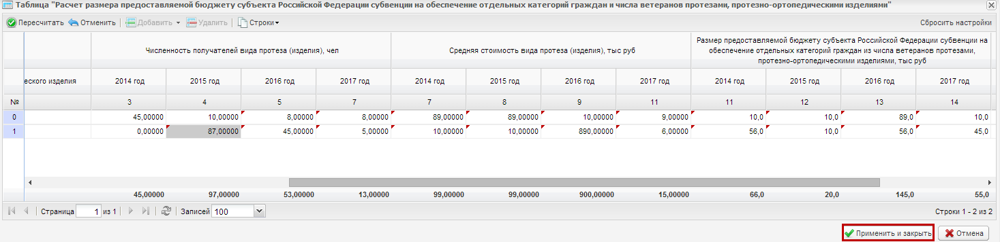 Таблица "Расчет размера предоставляемой бюджету субъекта Российской Федерации субвенции на обеспечение отдельных категорий граждан и числа ветеранов протезами, протезно-ортопедическими изделиями"
Пересчитать Отменить Добавить Удалить Строки Сбросить настройки
Численность получателей вида протеза (изделия), чел Средняя стоимость вида протеза (изделия), тыс руб Размер предоставляемой бюджету субъекта Российской Федерации субвенции на
обеспечение отдельных категорий граждан из числа ветеранов протезами,
протезно-ортопедическими изделиями, тыс руб
еского изделия 2014 год 2015 год 2016 год 2017 год 2014 год 2015 год 2016 год 2017 год 2014 год 2015 год 2016 год 2017 год
№ 3 4 5 7 7 8 9 11 11 12 13 14
0 45,00000 10,00000 8,00000 8,00000 89,00000 89,00000 10,00000 9,00000 10,0 10,0 89,0 10,0
1 0,00000 87,00000 45,00000 5,00000 10,00000 10,00000 890,00000 6,00000 56,0 10,0 56,0 45,0
45,00000 97,00000 53,00000 13,00000 99,00000 99,00000 900,00000 15,00000 66,0 20,0 145,0 55,0
Страница 1 из 1 Записей 100 Строки 1 - 2 из 2
Применить и закрыть Отмена